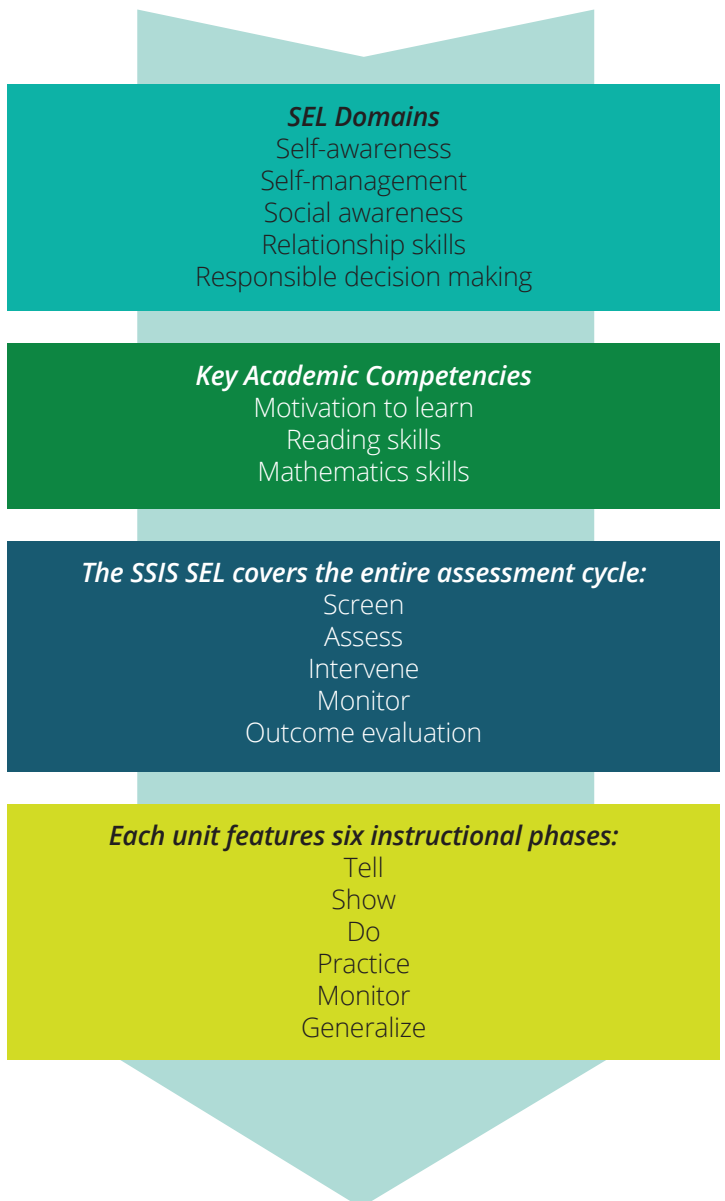 SEL Domains
Self-awareness
Self-management
Social awareness
Relationship skills
Responsible decision making
Key Academic Competencies
Motivation to learn
Reading skills
Mathematics skills
The SSIS SEL covers the entire assessment cycle:
Screen
Assess
Intervene
Monitor
Outcome evaluation
Each unit features six instructional phases:
Tell
Show
Do
Practice
Monitor
Generalize